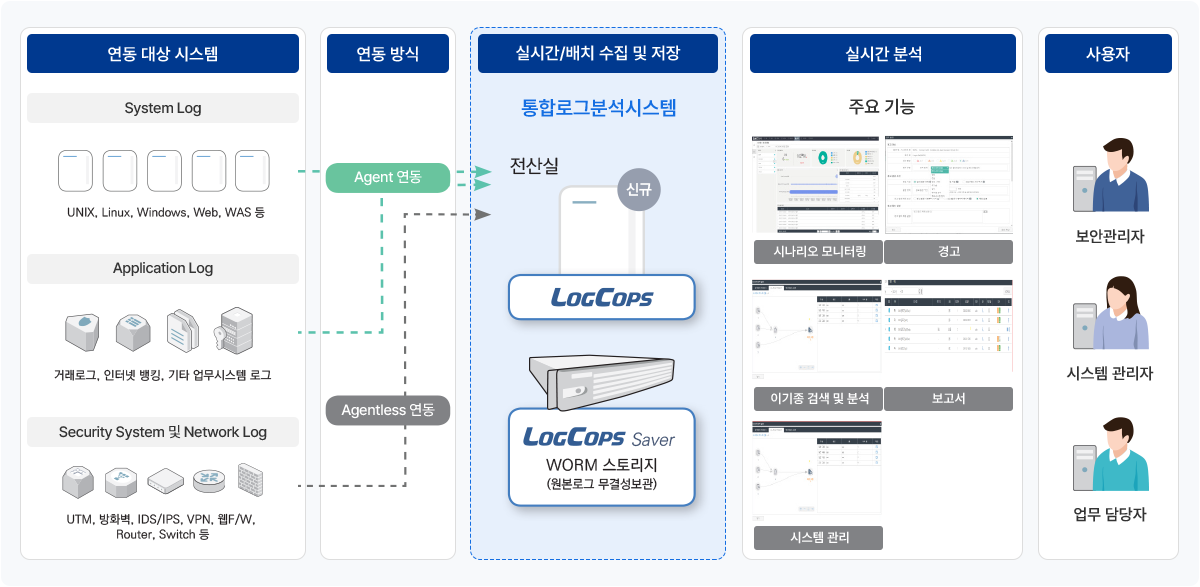 연동 대상 시스템
System Log
UNIX, Linux, Windows, Web, WAS 등
Application Log
거래로그, 인터넷 뱅킹, 기타 업무시스템 로그
Security System 및 Network Log
UTM, 방화벽, IDS/IPS, VPN, 웹F/W,
Router, Switch 등
연동 방식
Agent 연동
Agentless 연동
실시간/배치 수집 및 저장
통합로그분석시스템
전산실
신규
LOGCOPS
LOGCOPS Saver
WORM 스토리지
(원본로그 무결성보관)
실시간 분석
주요 기능
시나리오 모니터링
경고
이기종 검색 및 분석
보고서
시스템 관리
사용자
보안관리자
시스템 관리자
업무 담당자